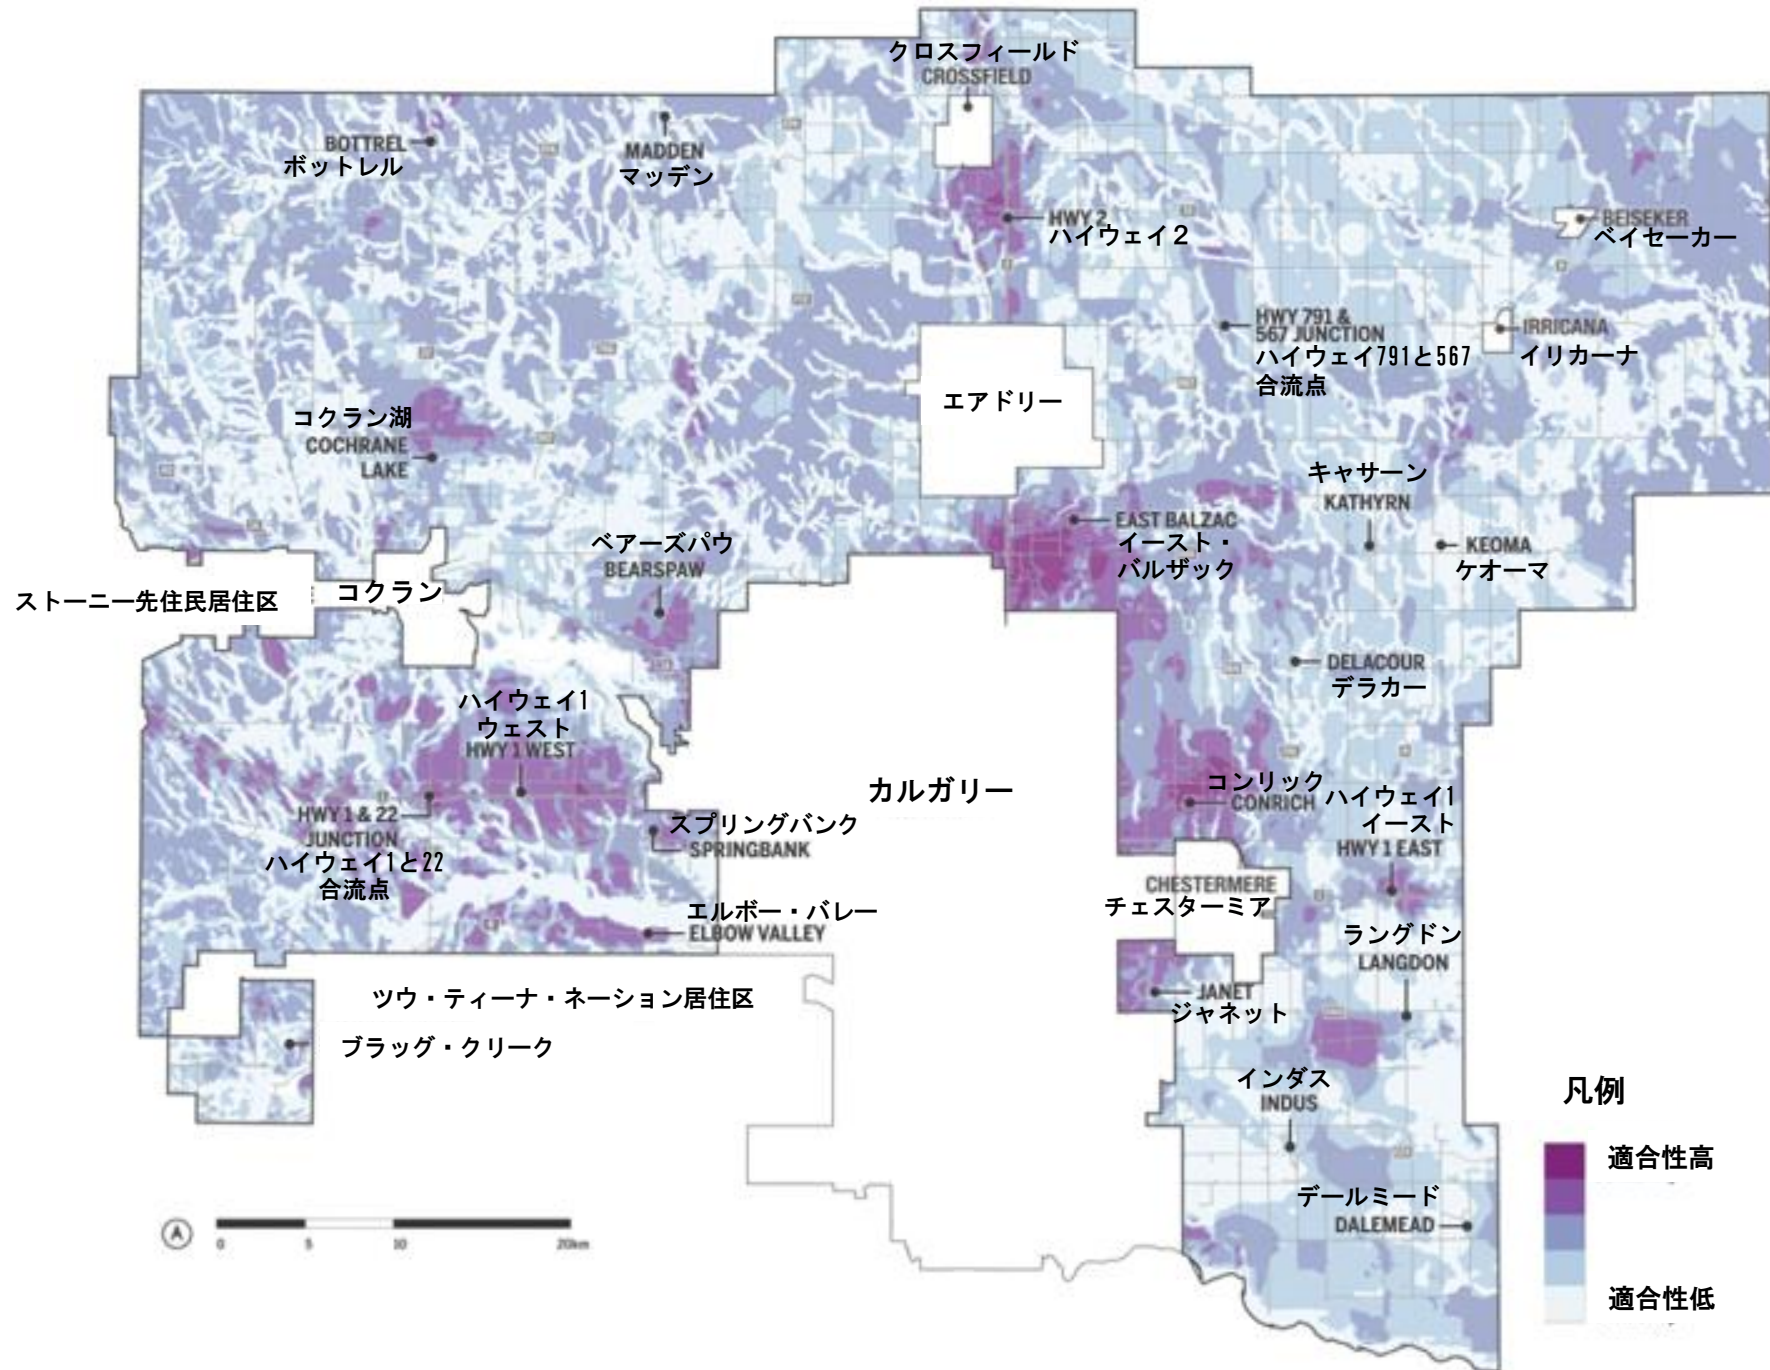 クロスフィールド
CROSSFIELD
BOTTREL
ボットレル
MADDEN
マッデン
HWY 2
ハイウェイ2
BEISEKER
ベイセーカー
HWY 791 &
567 JUNCTION
ハイウェイ791と567
合流点
IRRICANA
イリカーナ
エアドリー
コクラン湖
COCHRANE
LAKE
キャサーン
KATHYRN
EAST BALZAC
イースト・
バルザック
KEOMA
ケオーマ
ベアーズパウ
BEARSPAW
ストーニー先住民居住区
コクラン
DELACOUR
デラカー
ハイウェイ1
ウェスト
HWY 1 WEST
カルガリー
コンリック
CONRICH
ハイウェイ1
イースト
HWY 1 EAST
HWY 1 & 22
JUNCTION
ハイウェイ1と22
合流点
スプリングバンク
SPRINGBANK
CHESTERMERE
チェスターミア
エルボー・バレー
ELBOW VALLEY
ラングドン
LANGDON
ツウ・ティーナ・ネーション居住区
JANET
ジャネット
ブラッグ・クリーク
インダス
INDUS
凡例
適合性高
デールミード
DALEMEAD
適合性低
A
0 5 10 20km